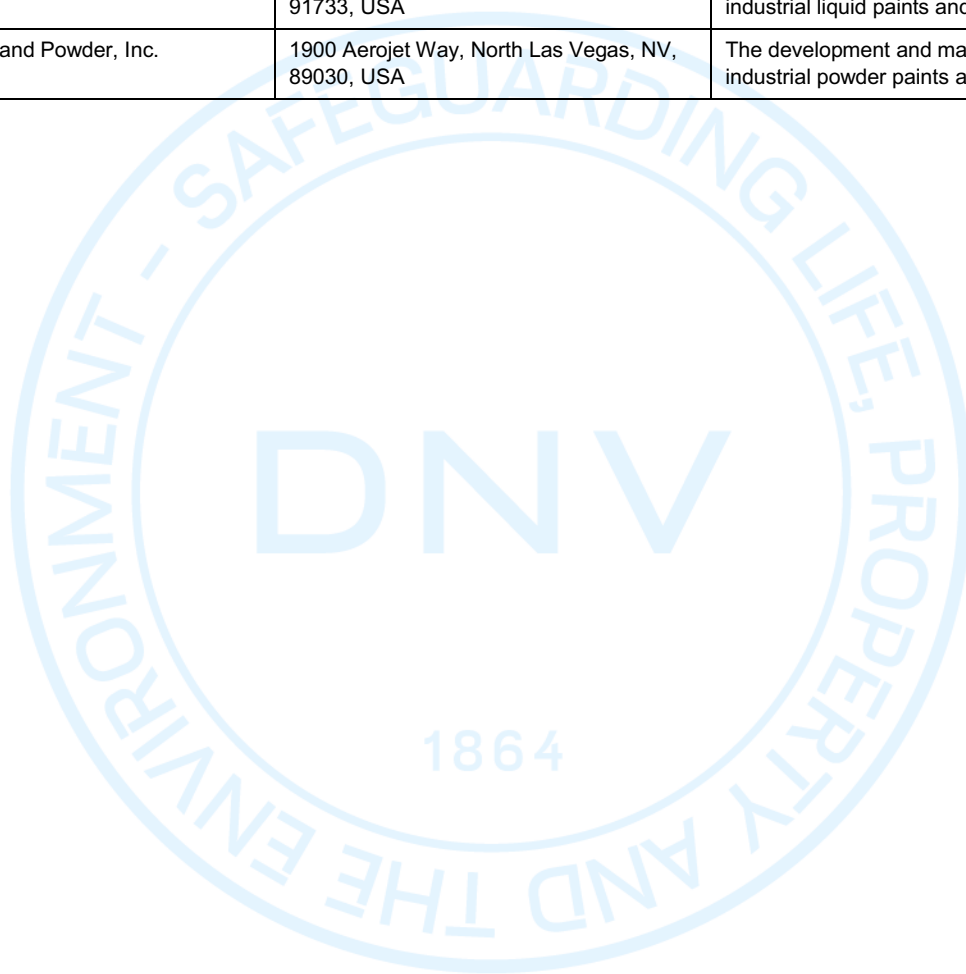 91733, USA
industrial liquid paints and
and Powder, Inc.
1900 Aerojet Way, North Las Vegas, NV,
89030, USA
The development and ma
industrial powder paints a
SAFEGUARDING LIFE, PROPERTY AND THE ENVIRONMENT -
DNV
1864